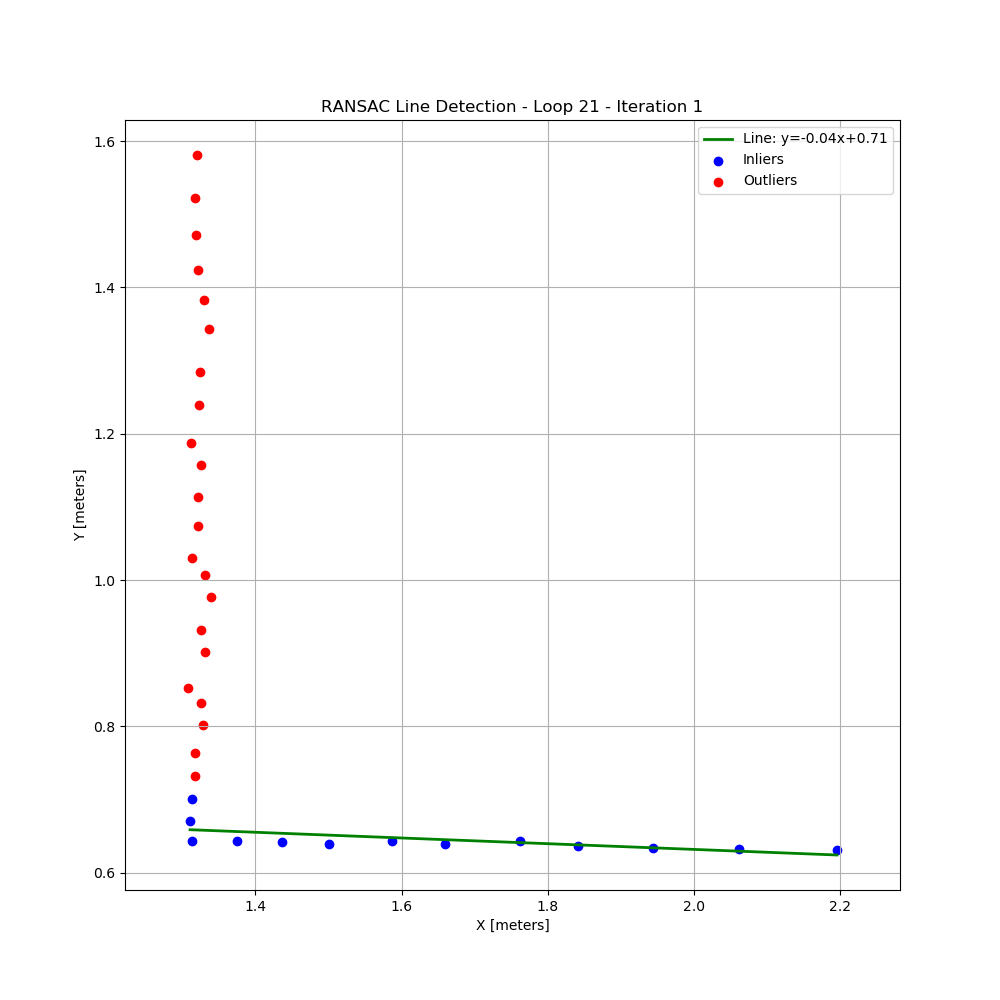 RANSAC Line Detection - Loop 21 - Iteration 1
Line: y=-0.04x+0.71
Inliers
Outliers
1.6
1.4
1.2
1.0
0.8
0.6
Y [meters]
1.4 1.6 1.8 2.0 2.2
X [meters]